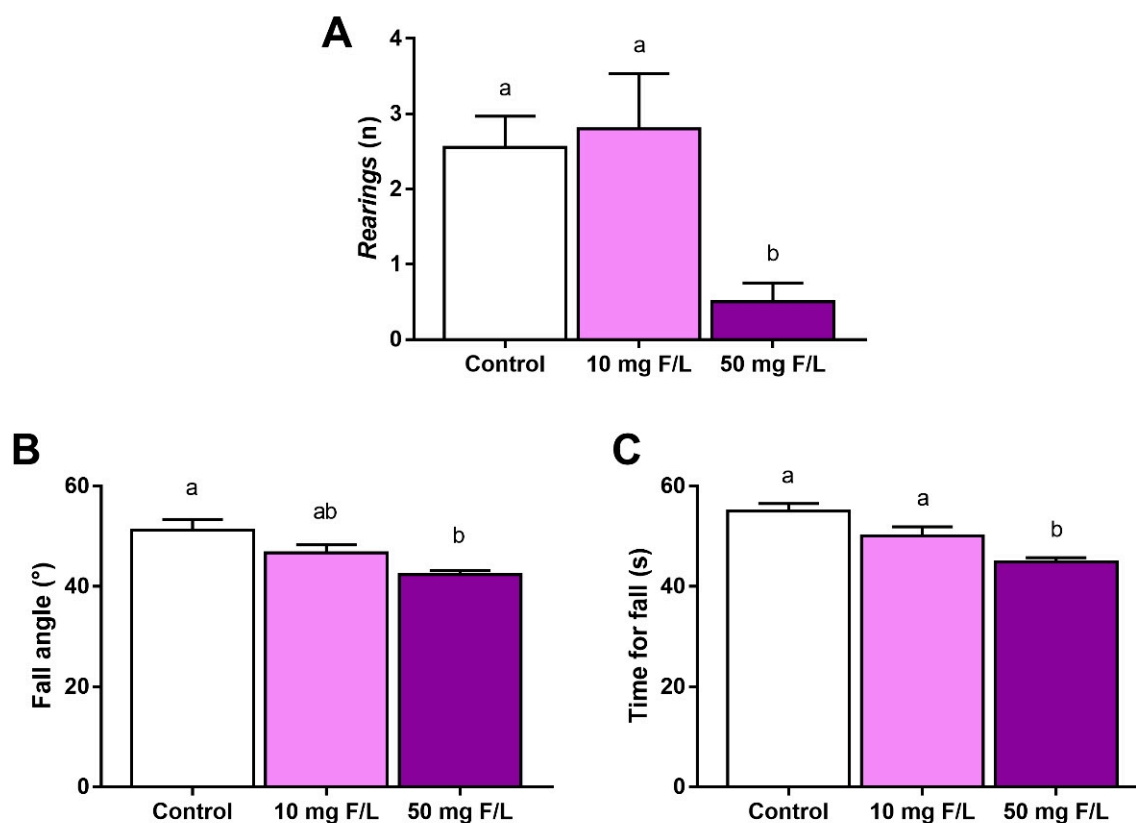 A
Rearings (n)
4
3
2
1
0
a
a
b
Control
10 mg F/L
50 mg F/L
B
Fall angle (°)
60
40
20
0
a
ab
b
Control
10 mg F/L
50 mg F/L
C
Time for fall (s)
60
40
20
0
a
a
b
Control
10 mg F/L
50 mg F/L